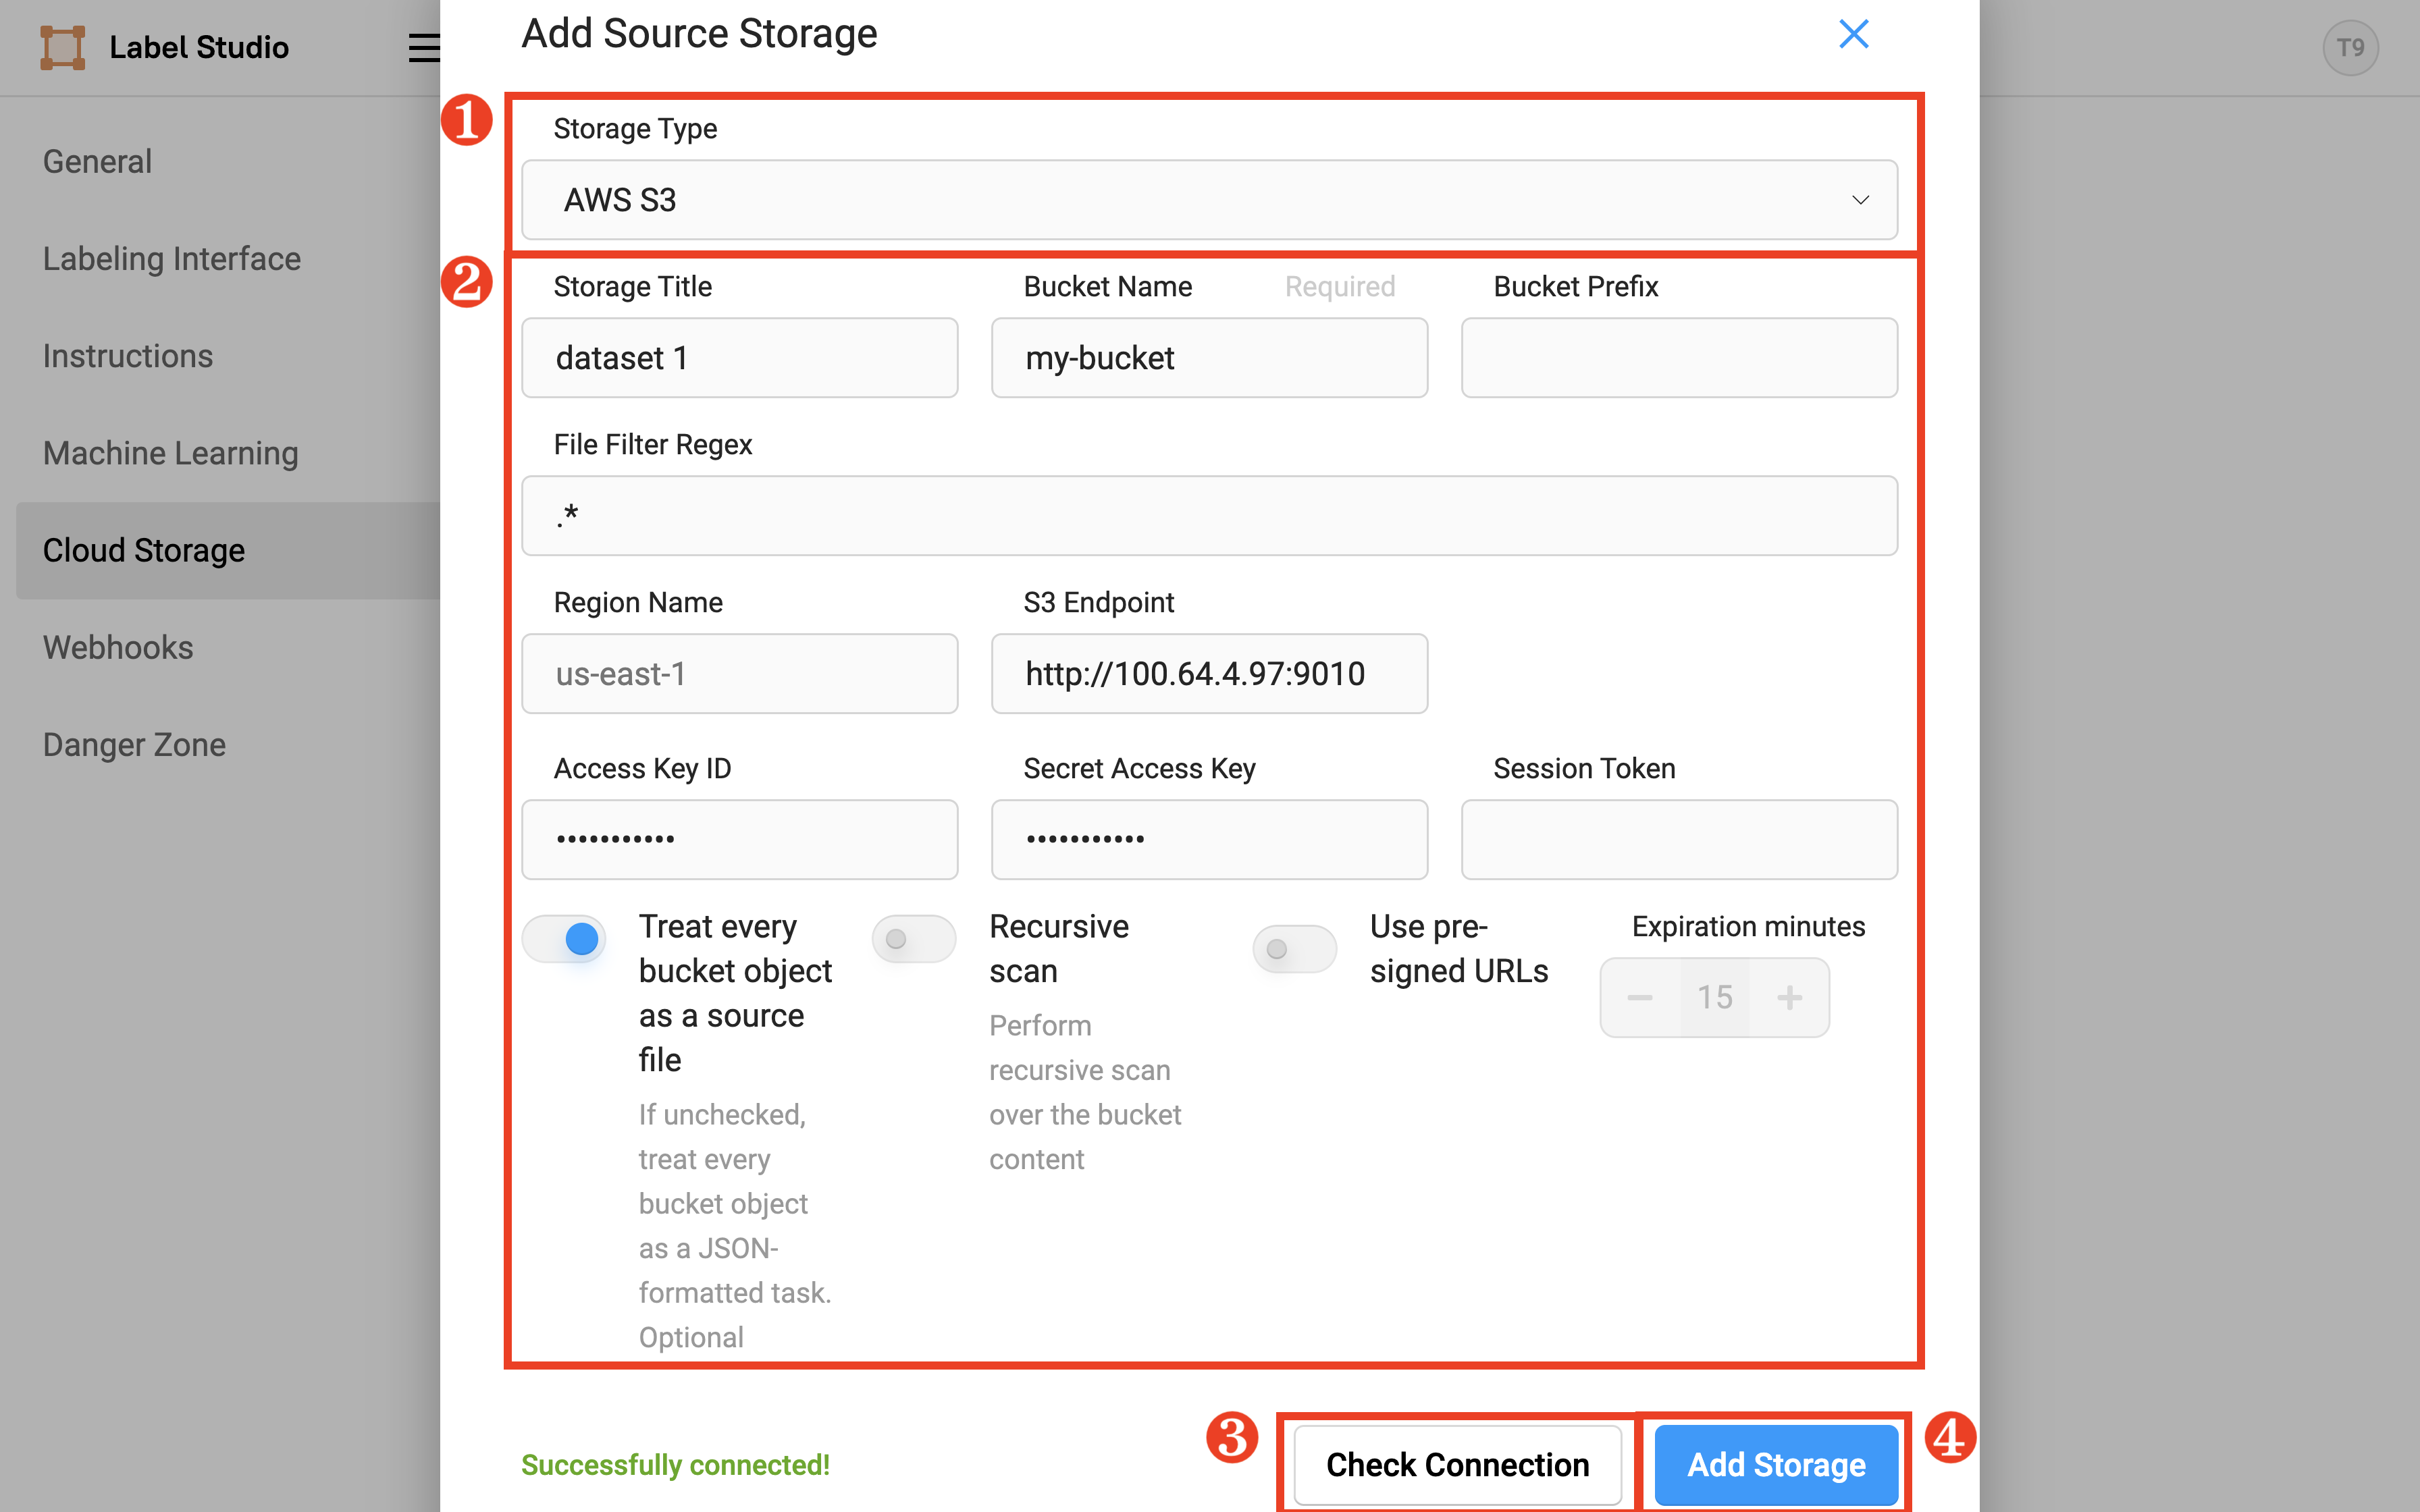 Label Studio
T9
General
Labeling Interface
Instructions
Machine Learning
Cloud Storage
Webhooks
Danger Zone
Add Source Storage
1
Storage Type
AWS S3
2
Storage Title
dataset 1
Bucket Name Required
my-bucket
Bucket Prefix
File Filter Regex
.*
Region Name
us-east-1
S3 Endpoint
http://100.64.4.97:9010
Access Key ID
•••••••••••
Secret Access Key
•••••••••••
Session Token
Treat every
bucket object
as a source
file
If unchecked,
treat every
bucket object
as a JSON-
formatted task.
Optional
Recursive
scan
Perform
recursive scan
over the bucket
content
Use pre-
signed URLs
Expiration minutes
15
Successfully connected!
3
Check Connection
Add Storage
4